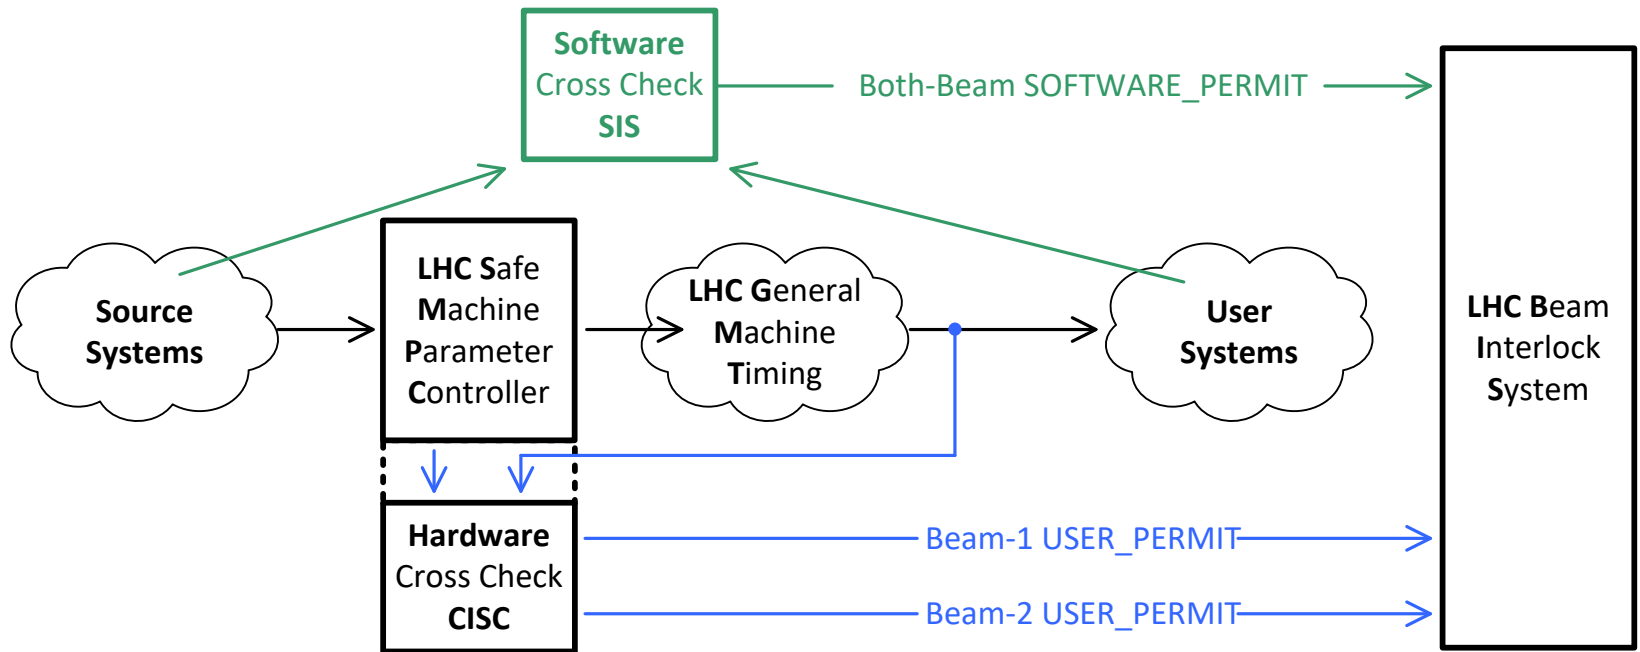 Software
Cross Check
SIS
Both-Beam SOFTWARE_PERMIT
Source
Systems
LHC Safe
Machine
Parameter
Controller
LHC General
Machine
Timing
User
Systems
LHC Beam
Interlock
System
Hardware
Cross Check
CISC
Beam-1 USER_PERMIT
Beam-2 USER_PERMIT